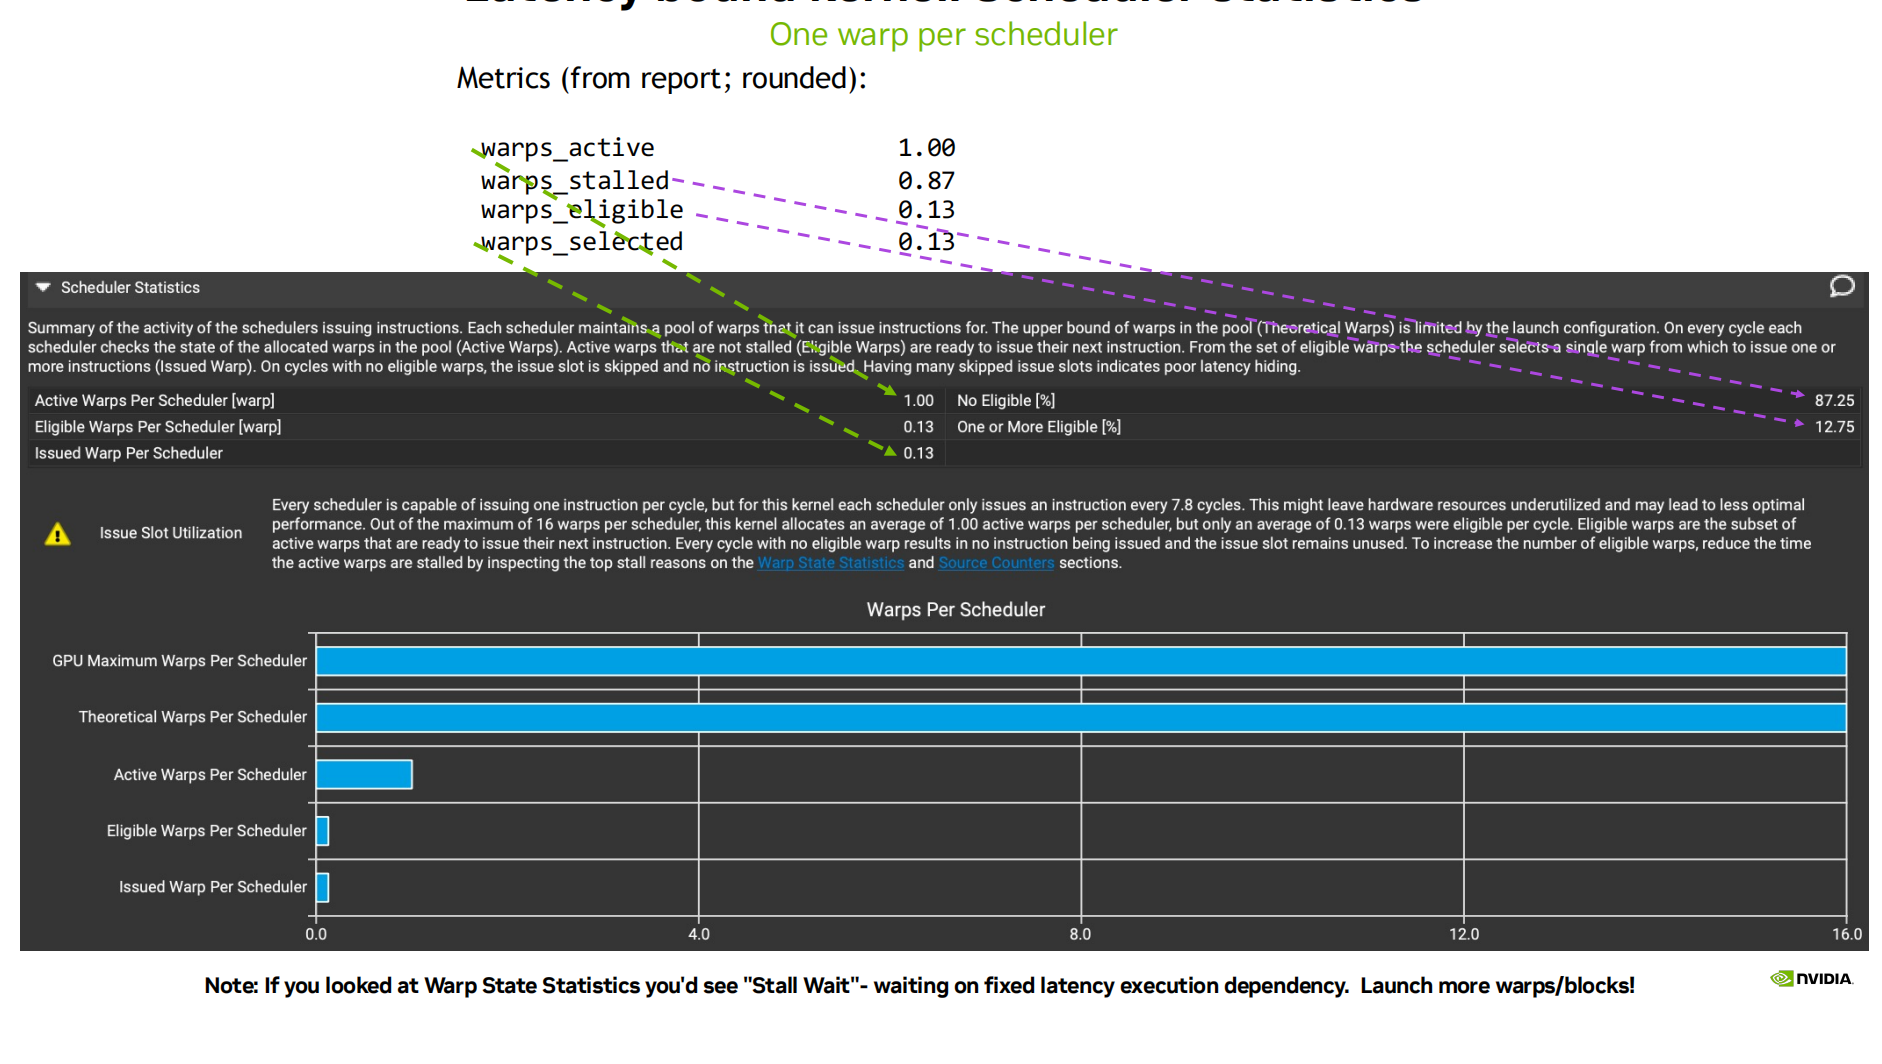 Latency bound kernel: Scheduler Statistics
One warp per scheduler
Metrics (from report; rounded):
warps_active 1.00
warps_stalled 0.87
warps_eligible 0.13
warps_selected 0.13
Scheduler Statistics
Summary of the activity of the schedulers issuing instructions. Each scheduler maintains a pool of warps that it can issue instructions for. The upper bound of warps in the pool (Theoretical Warps) is limited by the launch configuration. On every cycle each
scheduler checks the state of the allocated warps in the pool (Active Warps). Active warps that are not stalled (Eligible Warps) are ready to issue their next instruction. From the set of eligible warps the scheduler selects a single warp from which to issue one or
more instructions (Issued Warp). On cycles with no eligible warps, the issue slot is skipped and no instruction is issued. Having many skipped issue slots indicates poor latency hiding.
Active Warps Per Scheduler [warp] 1.00 No Eligible [%] 87.25
Eligible Warps Per Scheduler [warp] 0.13 One or More Eligible [%] 12.75
Issued Warp Per Scheduler 0.13
Every scheduler is capable of issuing one instruction per cycle, but for this kernel each scheduler only issues an instruction every 7.8 cycles. This might leave hardware resources underutilized and may lead to less optimal
performance. Out of the maximum of 16 warps per scheduler, this kernel allocates an average of 1.00 active warps per scheduler, but only an average of 0.13 warps were eligible per cycle. Eligible warps are the subset of
Issue Slot Utilization
active warps that are ready to issue their next instruction. Every cycle with no eligible warp results in no instruction being issued and the issue slot remains unused. To increase the number of eligible warps, reduce the time
the active warps are stalled by inspecting the top stall reasons on the Warp State Statistics and Source Counters sections.
Warps Per Scheduler
GPU Maximum Warps Per Scheduler
Theoretical Warps Per Scheduler
Active Warps Per Scheduler
Eligible Warps Per Scheduler
Issued Warp Per Scheduler
0.0 4.0 8.0 12.0 16.0
Note: If you looked at Warp State Statistics you'd see "Stall Wait"- waiting on fixed latency execution dependency. Launch more warps/blocks!
NVIDIA.